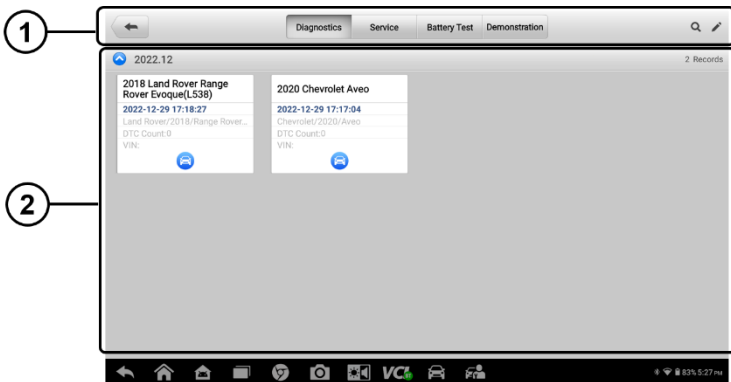 1
Diagnostics Service Battery Test Demonstration
2022.12 2 Records
2018 Land Rover Range
Rover Evoque(L538)
2022-12-29 17:18:27
Land Rover/2018/Range Rover...
DTC Count:0
VIN:
2020 Chevrolet Aveo
2022-12-29 17:17:04
Chevrolet/2020/Aveo
DTC Count:0
VIN:
2
VCI
83% 5:27 PM